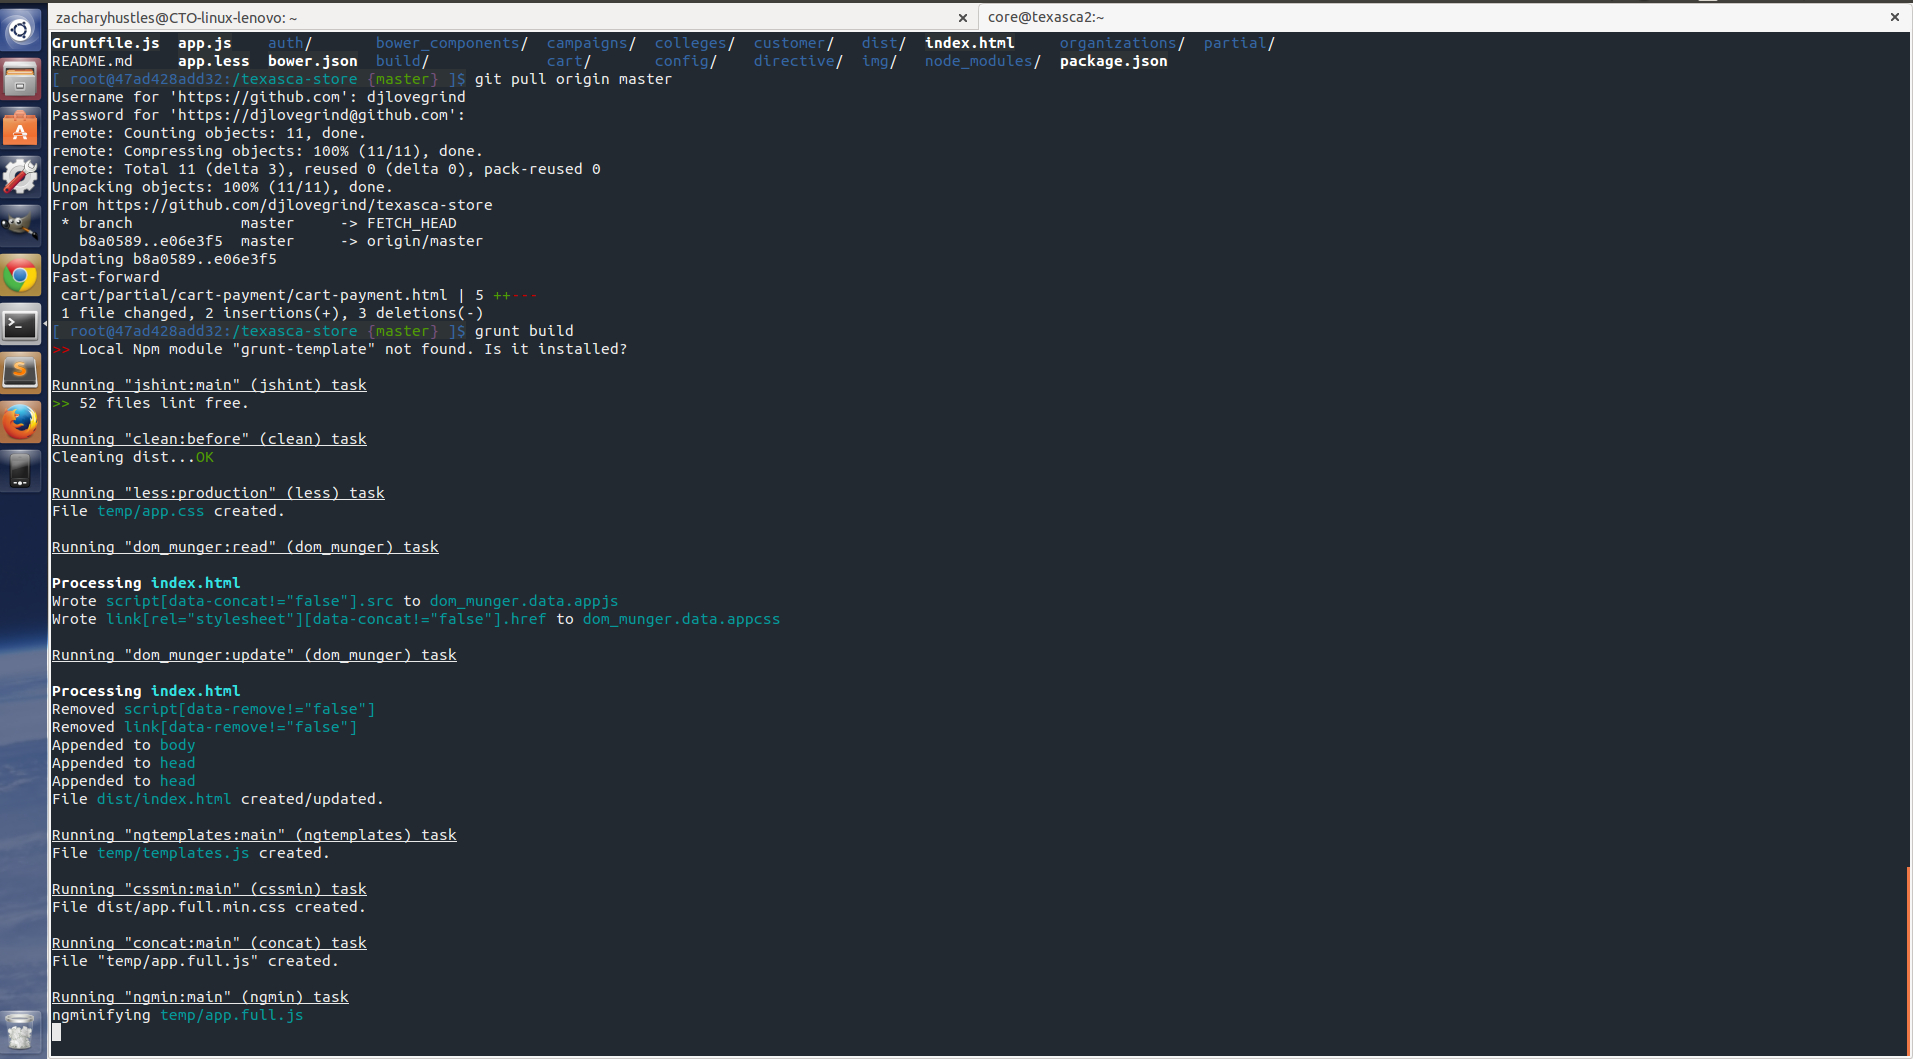 zacharyhustles@CTO-linux-lenovo: ~ × core@texasca2:~ ×
Gruntfile.js app.js auth/ bower_components/ campaigns/ colleges/ customer/ dist/ index.html organizations/ partial/
README.md app.less bower.json build/ cart/ config/ directive/ img/ node_modules/ package.json
[ root@47ad428add32:/texasca-store {master} ]$ git pull origin master
Username for 'https://github.com': djlovegrind
Password for 'https://djlovegrind@github.com':
remote: Counting objects: 11, done.
remote: Compressing objects: 100% (11/11), done.
remote: Total 11 (delta 3), reused 0 (delta 0), pack-reused 0
Unpacking objects: 100% (11/11), done.
From https://github.com/djlovegrind/texasca-store
 * branch            master     -> FETCH_HEAD
   b8a0589..e06e3f5  master     -> origin/master
Updating b8a0589..e06e3f5
Fast-forward
 cart/partial/cart-payment/cart-payment.html | 5 ++---
 1 file changed, 2 insertions(+), 3 deletions(-)
[ root@47ad428add32:/texasca-store {master} ]$ grunt build
>> Local Npm module "grunt-template" not found. Is it installed?
Running "jshint:main" (jshint) task
>> 52 files lint free.
Running "clean:before" (clean) task
Cleaning dist...OK
Running "less:production" (less) task
File temp/app.css created.
Running "dom_munger:read" (dom_munger) task
Processing index.html
Wrote script[data-concat!="false"].src to dom_munger.data.appjs
Wrote link[rel="stylesheet"][data-concat!="false"].href to dom_munger.data.appcss
Running "dom_munger:update" (dom_munger) task
Processing index.html
Removed script[data-remove!="false"]
Removed link[data-remove!="false"]
Appended to body
Appended to head
Appended to head
File dist/index.html created/updated.
Running "ngtemplates:main" (ngtemplates) task
File temp/templates.js created.
Running "cssmin:main" (cssmin) task
File dist/app.full.min.css created.
Running "concat:main" (concat) task
File "temp/app.full.js" created.
Running "ngmin:main" (ngmin) task
ngminifying temp/app.full.js